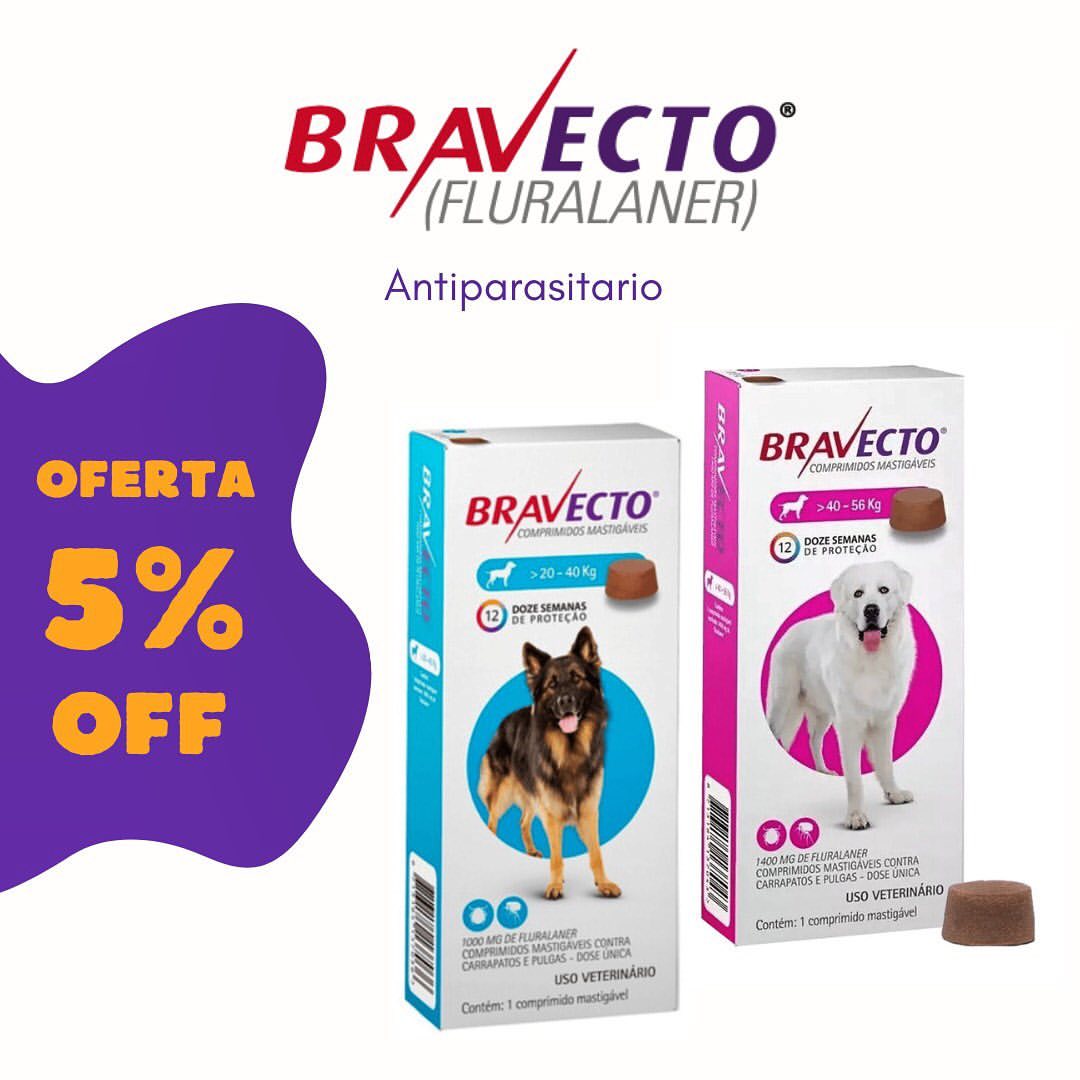 BRAVECTO®
(FLURALANER)
Antiparasitario
OFERTA
5%
OFF
BRAVECTO
BRAVECTO®
COMPRIMIDOS MASTIGÁVEIS
>20 - 40 Kg
12 DOZE SEMANAS
DE PROTEÇÃO
1000 MG DE FLURALANER
COMPRIMIDOS MASTIGÁVEIS CONTRA
CARRAPATOS E PULGAS - DOSE ÚNICA
USO VETERINÁRIO
Contém: 1 comprimido mastigável
BRAVECTO
BRAVECTO®
COMPRIMIDOS MASTIGÁVEIS
>40 - 56 Kg
12 DOZE SEMANAS
DE PROTEÇÃO
1400 MG DE FLURALANER
COMPRIMIDOS MASTIGÁVEIS CONTRA
CARRAPATOS E PULGAS - DOSE ÚNICA
USO VETERINÁRIO
Contém: 1 comprimido mastigável